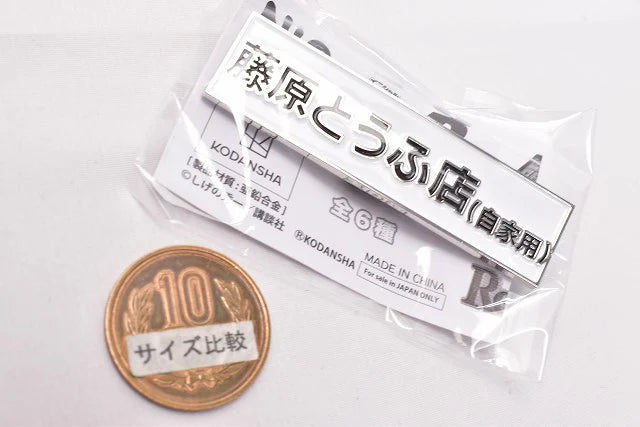 藤原とうふ店(自家用)
KODANSHA
[製品材質:亜鉛合金]
©しげの
講談社
全6種
®KODANSHA
MADE IN CHINA
For sale in JAPAN ONLY
R
10
サイズ比較